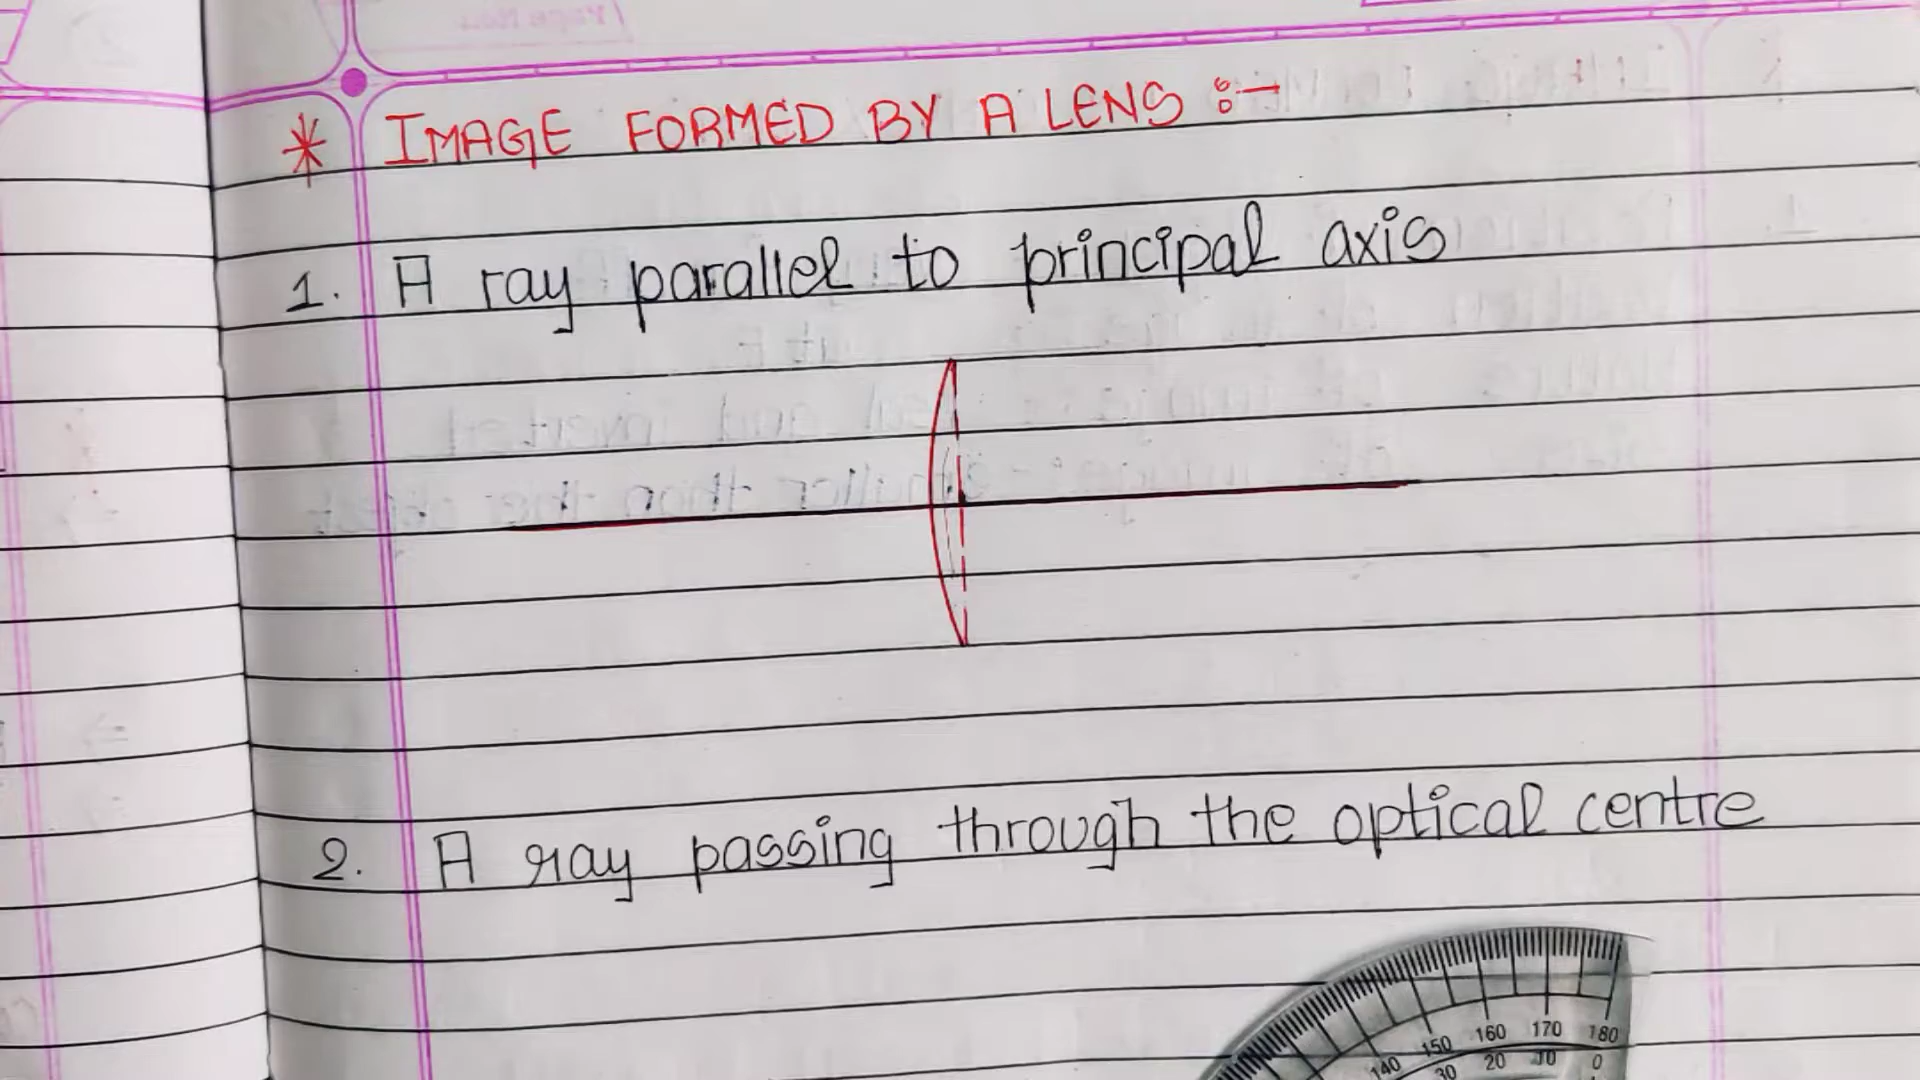 * IMAGE FORMED BY A LENS :-
1. A ray parallel to principal axis
2. A ray passing through the optical centre
140 150 160 170 180
30 20 10 0